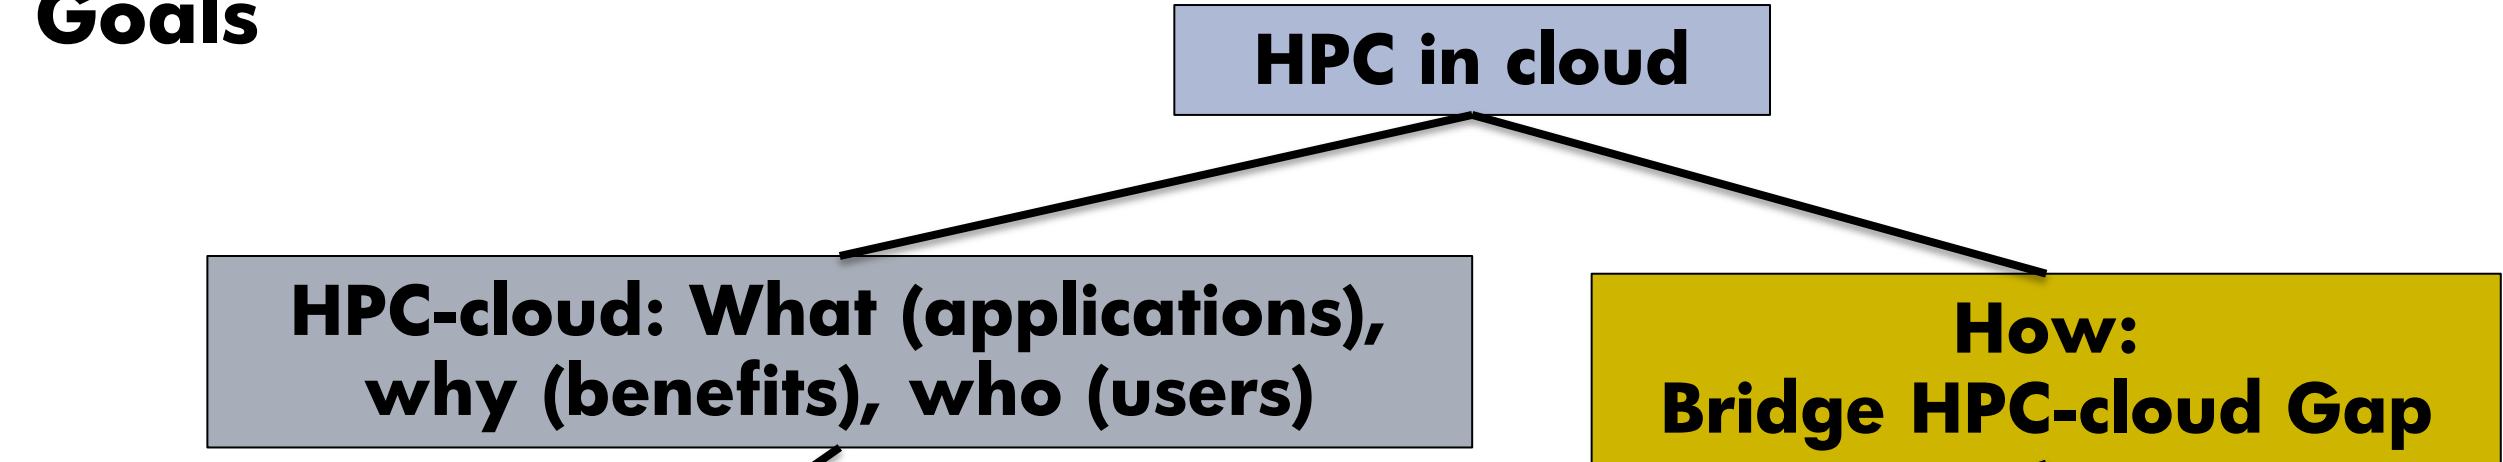 Goals
HPC in cloud
HPC-cloud: What (applications),
why (benefits), who (users)
How:
Bridge HPC-cloud Gap